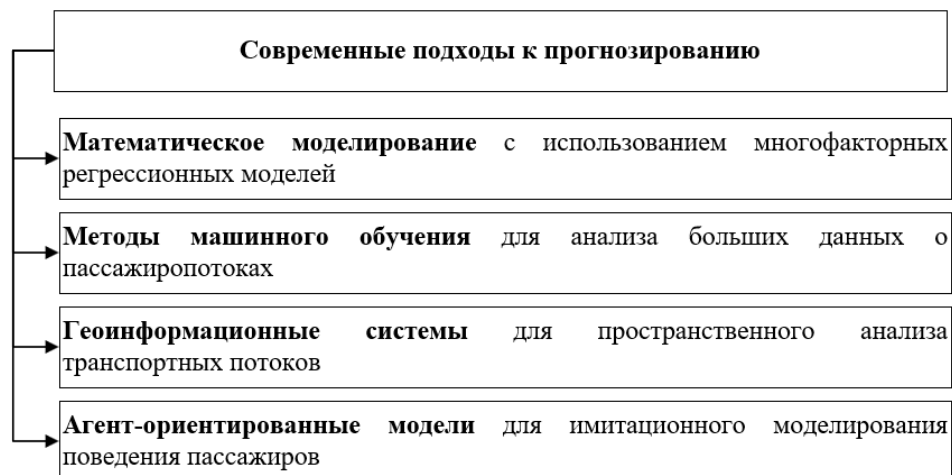 Современные подходы к прогнозированию
Математическое моделирование с использованием многофакторных
регрессионных моделей
Методы машинного обучения для анализа больших данных о
пассажиропотоках
Геоинформационные системы для пространственного анализа
транспортных потоков
Агент-ориентированные модели для имитационного моделирования
поведения пассажиров